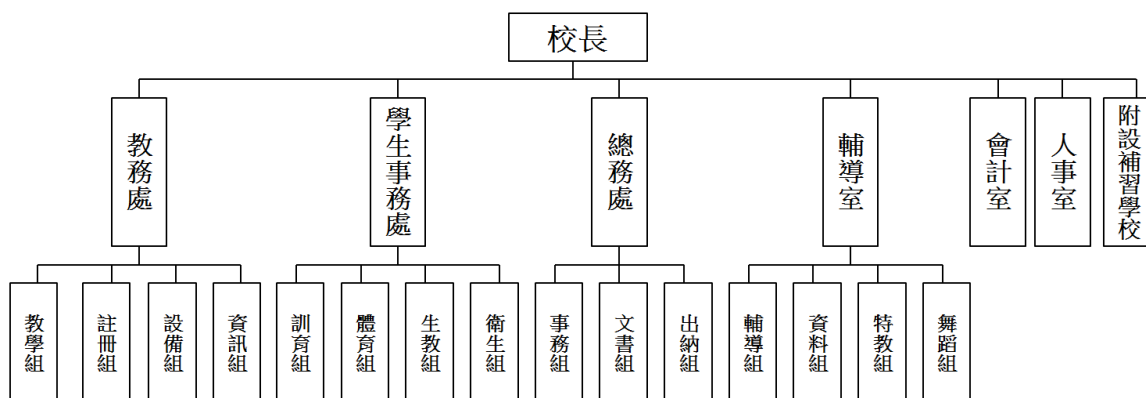 校長
教務處
學生事務處
總務處
輔導室
會計室
人事室
附設補習學校
教學組
註冊組
設備組
資訊組
訓育組
體育組
生教組
衛生組
事務組
文書組
出納組
輔導組
資料組
特教組
舞蹈組